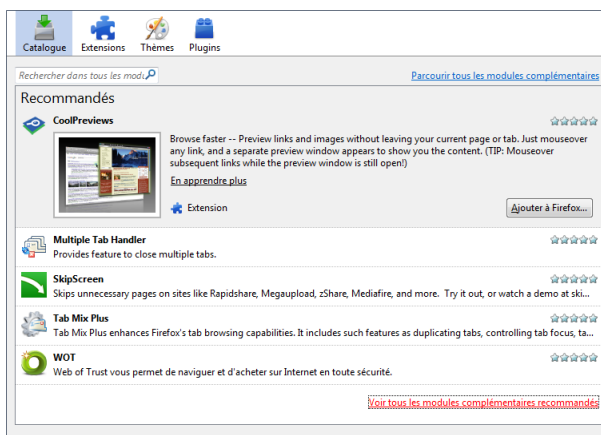 Catalogue Extensions Thèmes Plugins
Rechercher dans tous les modu
Parcourir tous les modules complémentaires
Recommandés
CoolPreviews
Browse faster -- Preview links and images without leaving your current page or tab. Just mouseover
any link, and a separate preview window appears to show you the content. (TIP: Mouseover
subsequent links while the preview window is still open!)
En apprendre plus
Extension
Ajouter à Firefox...
Multiple Tab Handler
Provides feature to close multiple tabs.
SkipScreen
Skips unnecessary pages on sites like Rapidshare, Megaupload, zShare, Mediafire, and more. Try it out, or watch a demo at ski...
Tab Mix Plus
Tab Mix Plus enhances Firefox's tab browsing capabilities. It includes such features as duplicating tabs, controlling tab focus, ta...
WOT
Web of Trust vous permet de naviguer et d'acheter sur Internet en toute sécurité.
Voir tous les modules complémentaires recommandés